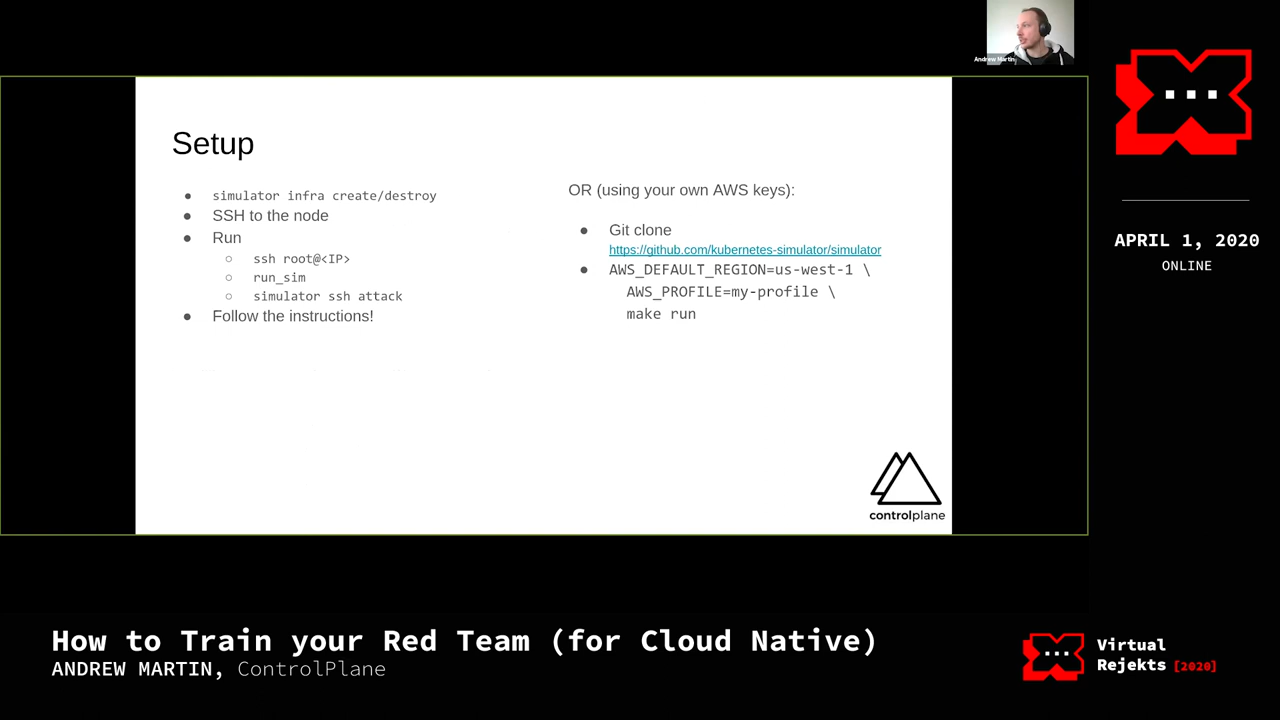 Andrew Martin
Setup
simulator infra create/destroy
SSH to the node
Run
ssh root@<IP>
run_sim
simulator ssh attack
Follow the instructions!
OR (using your own AWS keys):
Git clone
https://github.com/kubernetes-simulator/simulator
AWS_DEFAULT_REGION=us-west-1 \
AWS_PROFILE=my-profile \
make run
controlplane
APRIL 1, 2020
ONLINE
How to Train your Red Team (for Cloud Native)
ANDREW MARTIN, ControlPlane
Virtual
Rejekts [2020]